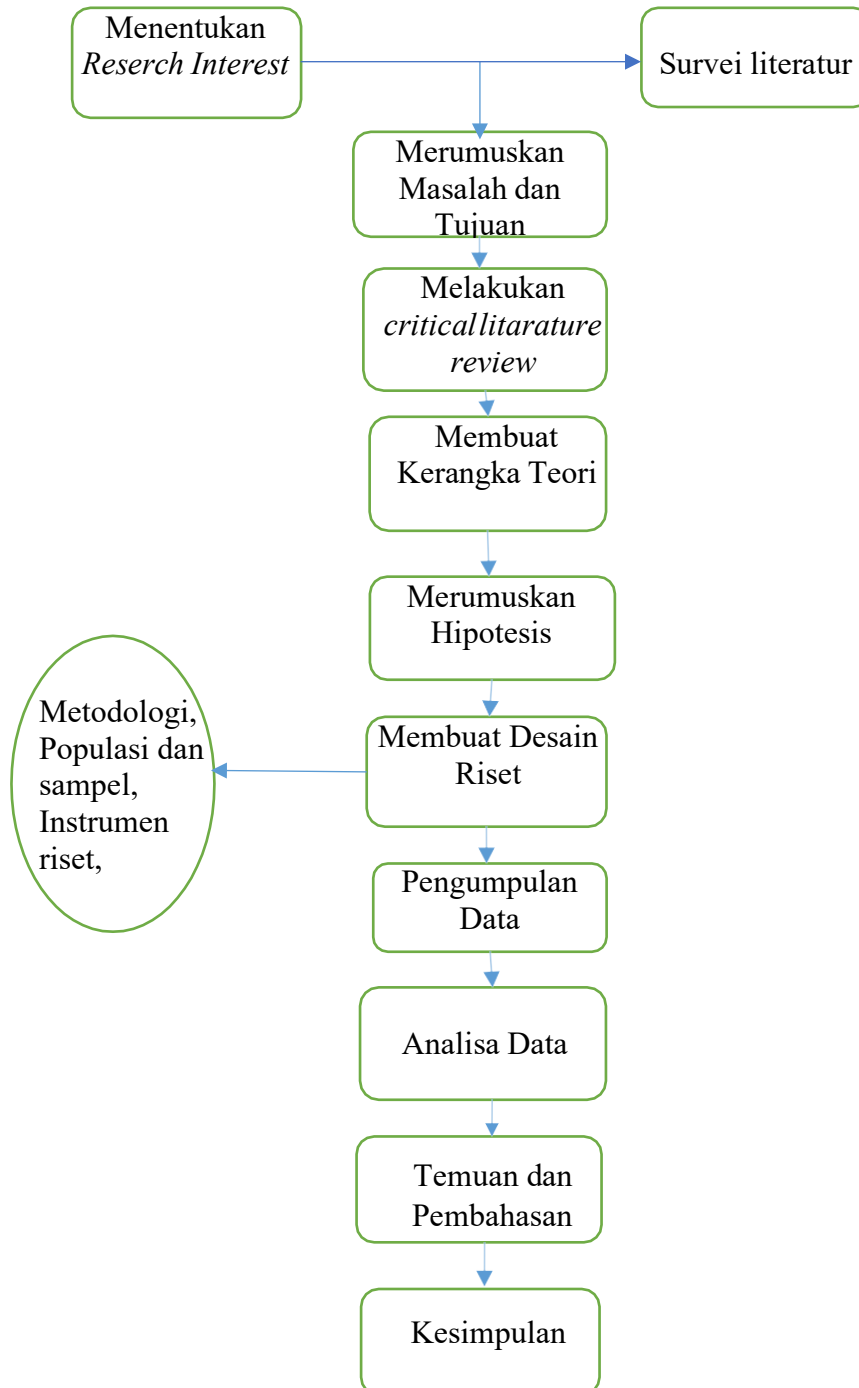 Menentukan
Reserch Interest
Survei literatur
Merumuskan
Masalah dan
Tujuan
Melakukan
criticallitarature
review
Membuat
Kerangka Teori
Merumuskan
Hipotesis
Metodologi,
Populasi dan
sampel,
Instrumen
riset,
Membuat Desain
Riset
Pengumpulan
Data
Analisa Data
Temuan dan
Pembahasan
Kesimpulan